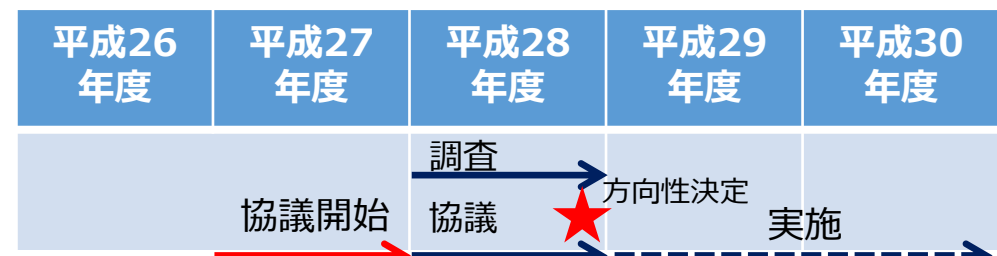 平成26
年度
平成27
年度
平成28
年度
平成29
年度
平成30
年度
調査
方向性決定
協議開始
協議
実施